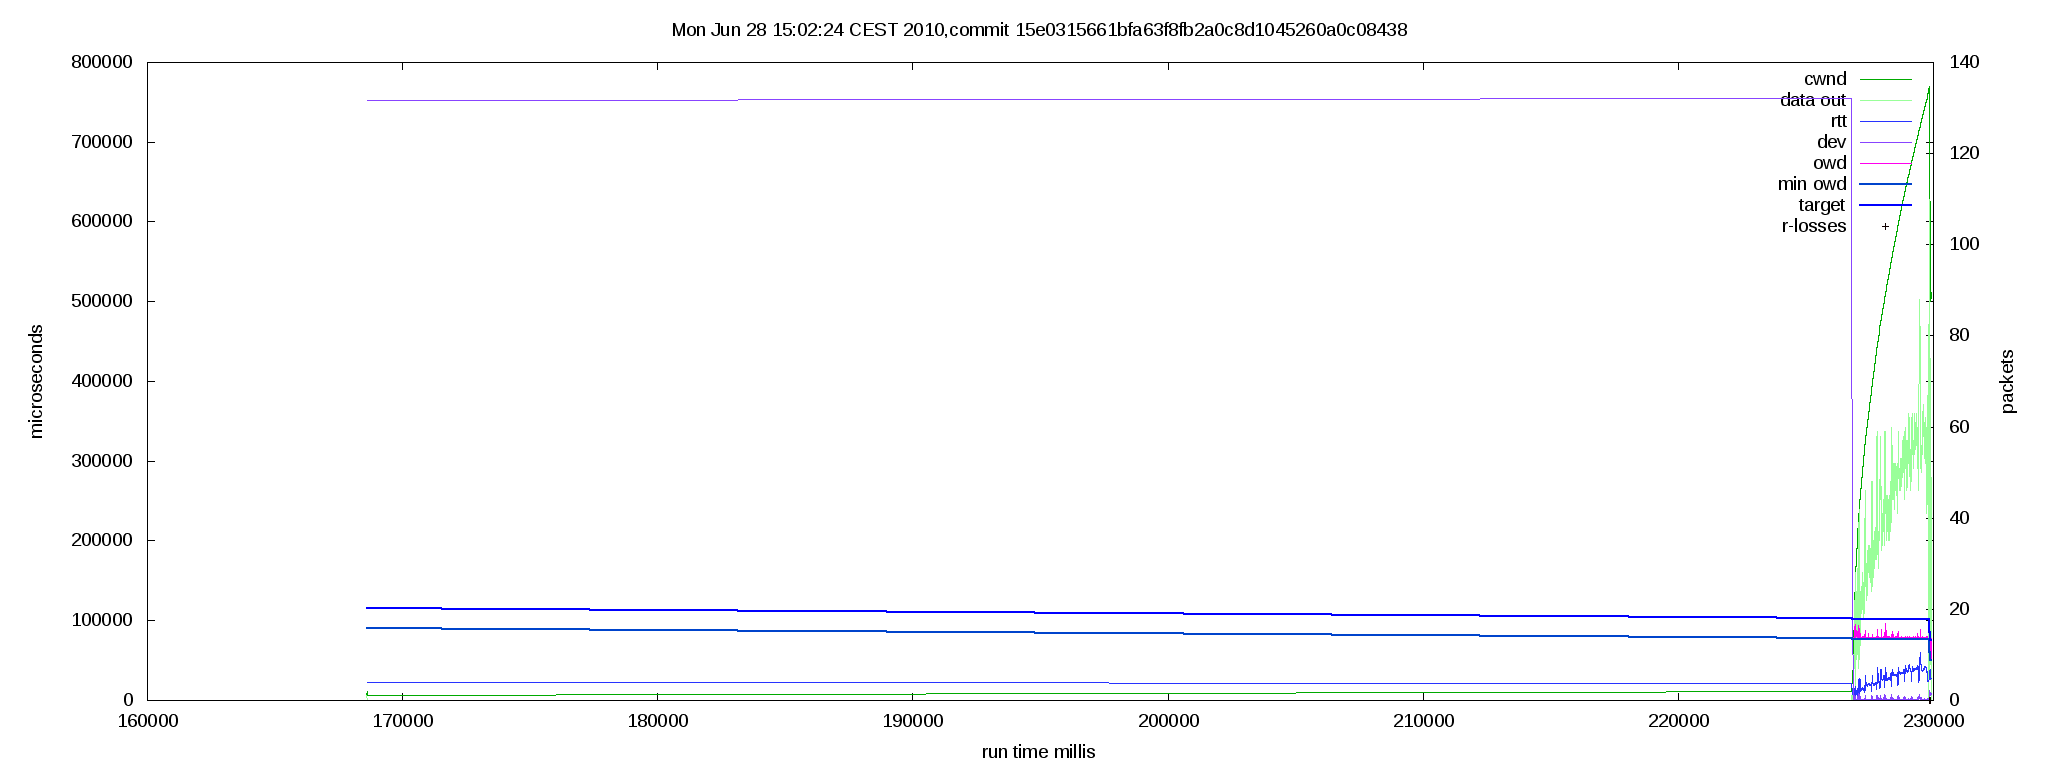 Mon Jun 28 15:02:24 CEST 2010,commit 15e0315661bfa63f8fb2a0c8d1045260a0c08438
800000
700000
600000
500000
400000
300000
200000
100000
0
microseconds
cwnd
data out
rtt
dev
owd
min owd
target
r-losses
140
120
100
80
60
40
20
0
packets
160000 170000 180000 190000 200000 210000 220000 230000
run time millis